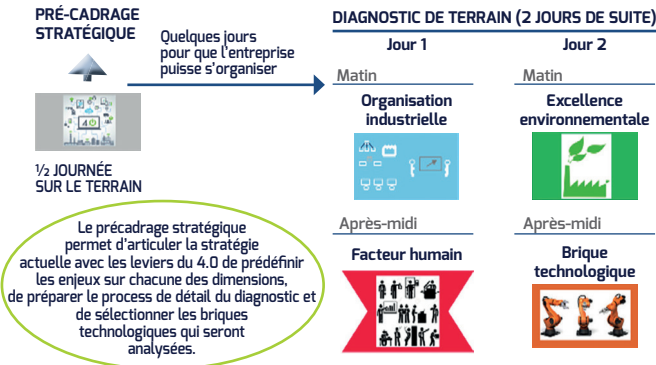 PRÉ-CADRAGE
STRATÉGIQUE
Quelques jours
pour que l'entreprise
puisse s'organiser
4.0
½ JOURNÉE
SUR LE TERRAIN
Le précadrage stratégique
permet d'articuler la stratégie
actuelle avec les leviers du 4.0 de prédéfinir
les enjeux sur chacune des dimensions,
de préparer le process de détail du diagnostic et
de sélectionner les briques
technologiques qui seront
analysées.
DIAGNOSTIC DE TERRAIN (2 JOURS DE SUITE)
Jour 1
Matin
Organisation
industrielle
Après-midi
Facteur humain
Jour 2
Matin
Excellence
environnementale
Après-midi
Brique
technologique